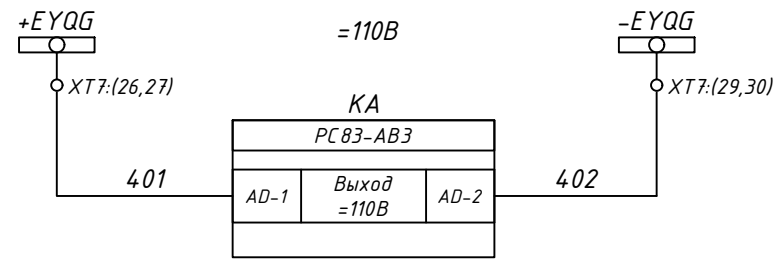 +EYQG
=110В
-EYQG
XT7:(26,27)
XT7:(29,30)
КА
РС83-АВ3
401
AD-1
Выход
=110В
AD-2
402